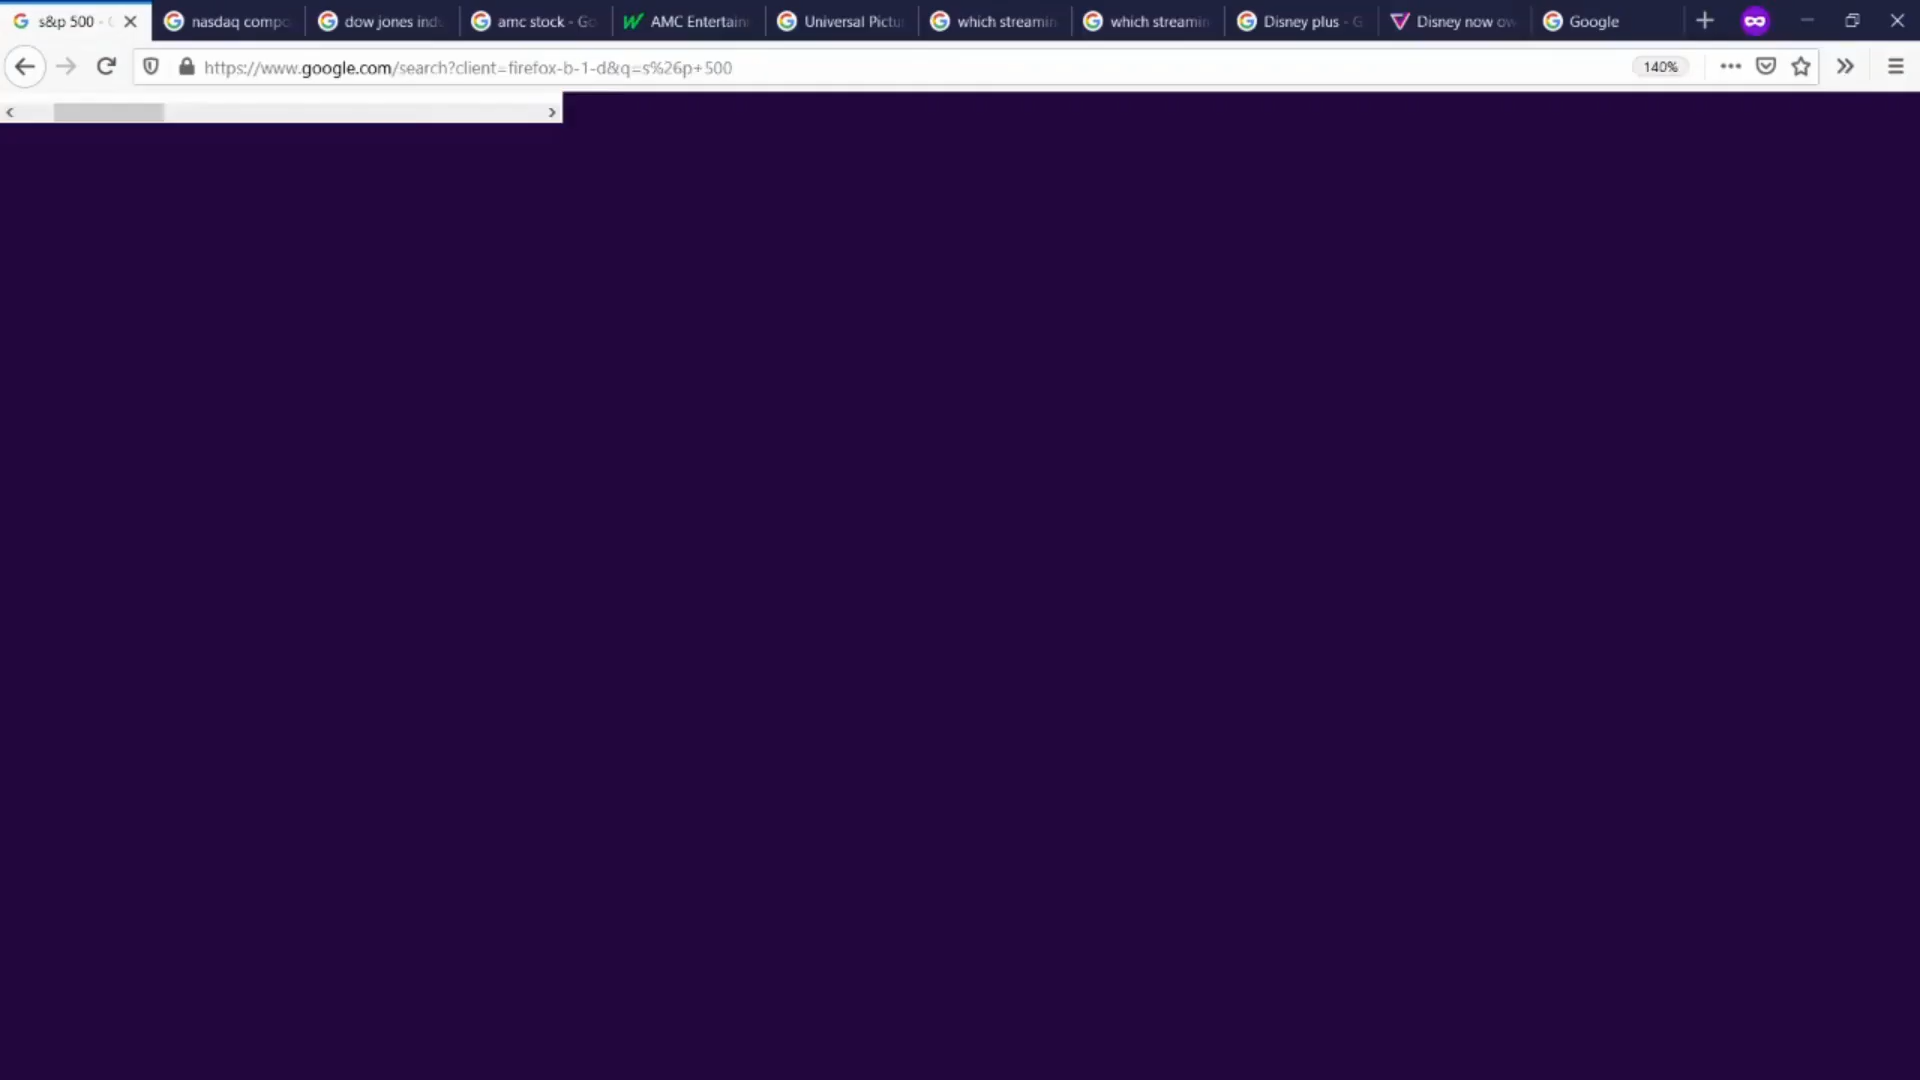 s&p 500 -
nasdaq compo
dow jones ind
amc stock - Go
AMC Entertain
Universal Pictu
which streamin
which streamin
Disney plus - G
Disney now ow
Google
https://www.google.com/search?client=firefox-b-1-d&q=s%26p+500
140%